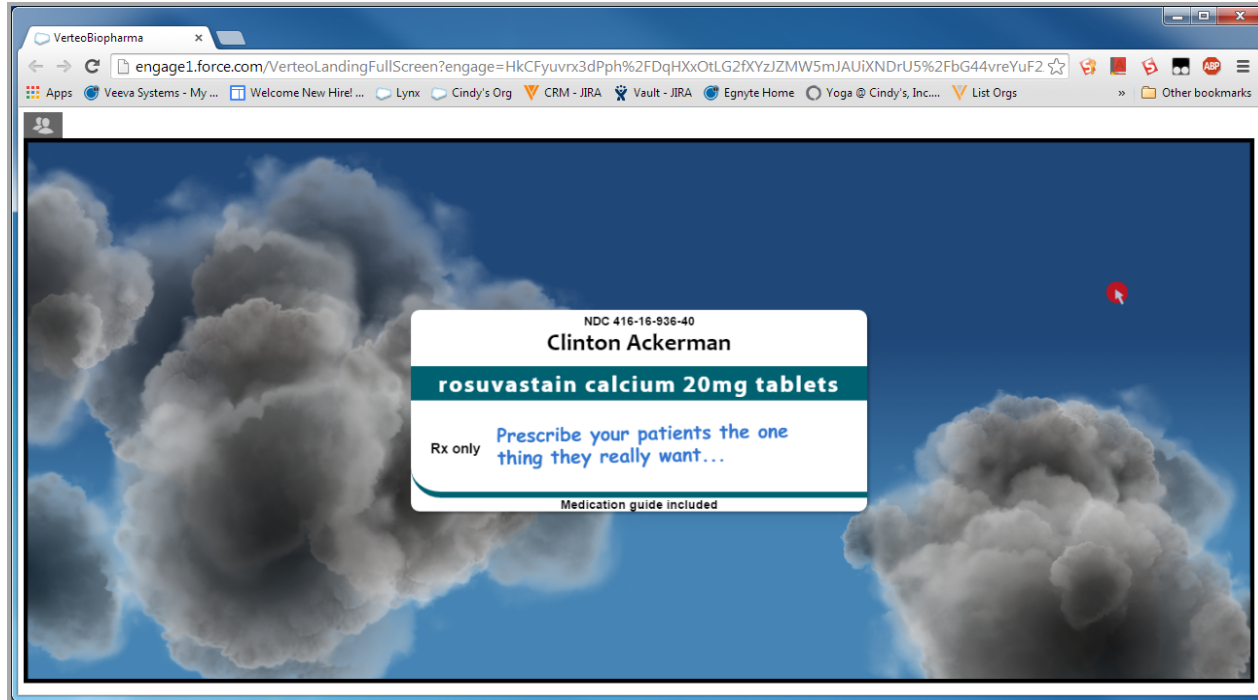 VerteoBiopharma
engage1.force.com/VerteoLandingFullScreen?engage=HkCFyuvrx3dPph%2FDqHXxOtLG2fXYzJZMW5mJAUiXNDrU5%2FbG44vreYuF2
ABP
Apps Veeva Systems - My ... Welcome New Hire! ... Lynx Cindy's Org CRM - JIRA Vault - JIRA Egnyte Home Yoga @ Cindy's, Inc.... List Orgs » Other bookmarks
NDC 416-16-936-40
Clinton Ackerman
rosuvastain calcium 20mg tablets
Rx only
Prescribe your patients the one
thing they really want...
Medication guide included